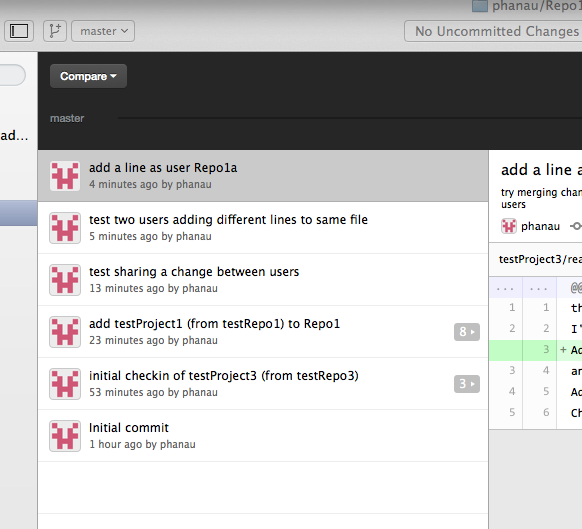 phanau/Repo1
master
No Uncommitted Changes
Compare
ad...
master
add a line as user Repo1a
4 minutes ago by phanau
test two users adding different lines to same file
5 minutes ago by phanau
test sharing a change between users
13 minutes ago by phanau
add testProject1 (from testRepo1) to Repo1
23 minutes ago by phanau
8
initial checkin of testProject3 (from testRepo3)
53 minutes ago by phanau
3
Initial commit
1 hour ago by phanau
add a line a
try merging chan
users
phanau
testProject3/rea
... ... @@
1 1 th
2 2 I'
3 + Ad
3 4 an
4 5 Ad
5 6 Ch